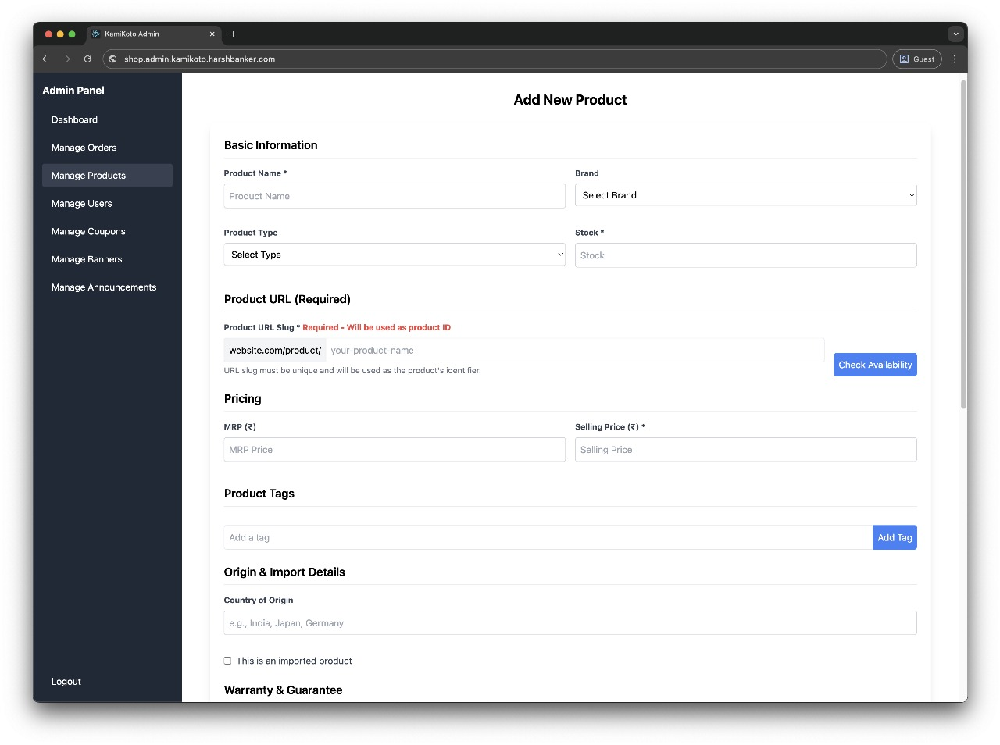 KamiKoto Admin
shop.admin.kamikoto.harshbanker.com
Guest
Admin Panel
Dashboard
Manage Orders
Manage Products
Manage Users
Manage Coupons
Manage Banners
Manage Announcements
Logout
Add New Product
Basic Information
Product Name *
Product Name
Brand
Select Brand
Product Type
Select Type
Stock *
Stock
Product URL (Required)
Product URL Slug * Required - Will be used as product ID
website.com/product/ your-product-name
URL slug must be unique and will be used as the product's identifier.
Check Availability
Pricing
MRP (₹)
MRP Price
Selling Price (₹) *
Selling Price
Product Tags
Add a tag
Add Tag
Origin & Import Details
Country of Origin
e.g., India, Japan, Germany
This is an imported product
Warranty & Guarantee